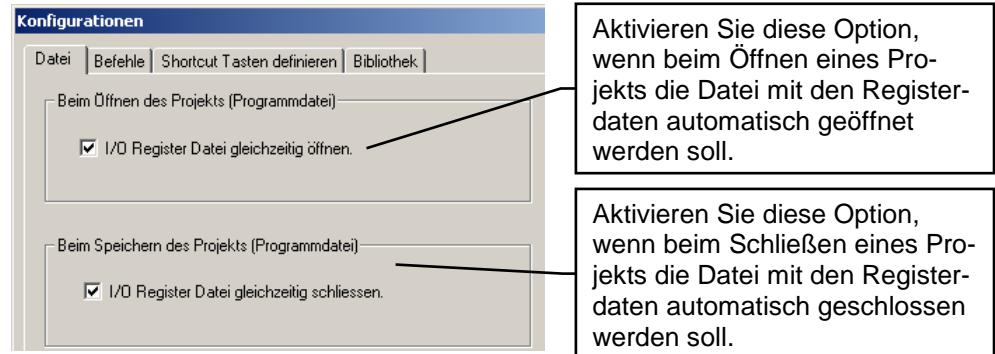 Konfigurationen
Datei Befehle Shortcut Tasten definieren Bibliothek
Beim Öffnen des Projekts (Programmdatei)
I/O Register Datei gleichzeitig öffnen.
Beim Speichern des Projekts (Programmdatei)
I/O Register Datei gleichzeitig schliessen.
Aktivieren Sie diese Option,
wenn beim Öffnen eines Pro-
jekts die Datei mit den Register-
daten automatisch geöffnet
werden soll.
Aktivieren Sie diese Option,
wenn beim Schließen eines Pro-
jekts die Datei mit den Register-
daten automatisch geschlossen
werden soll.